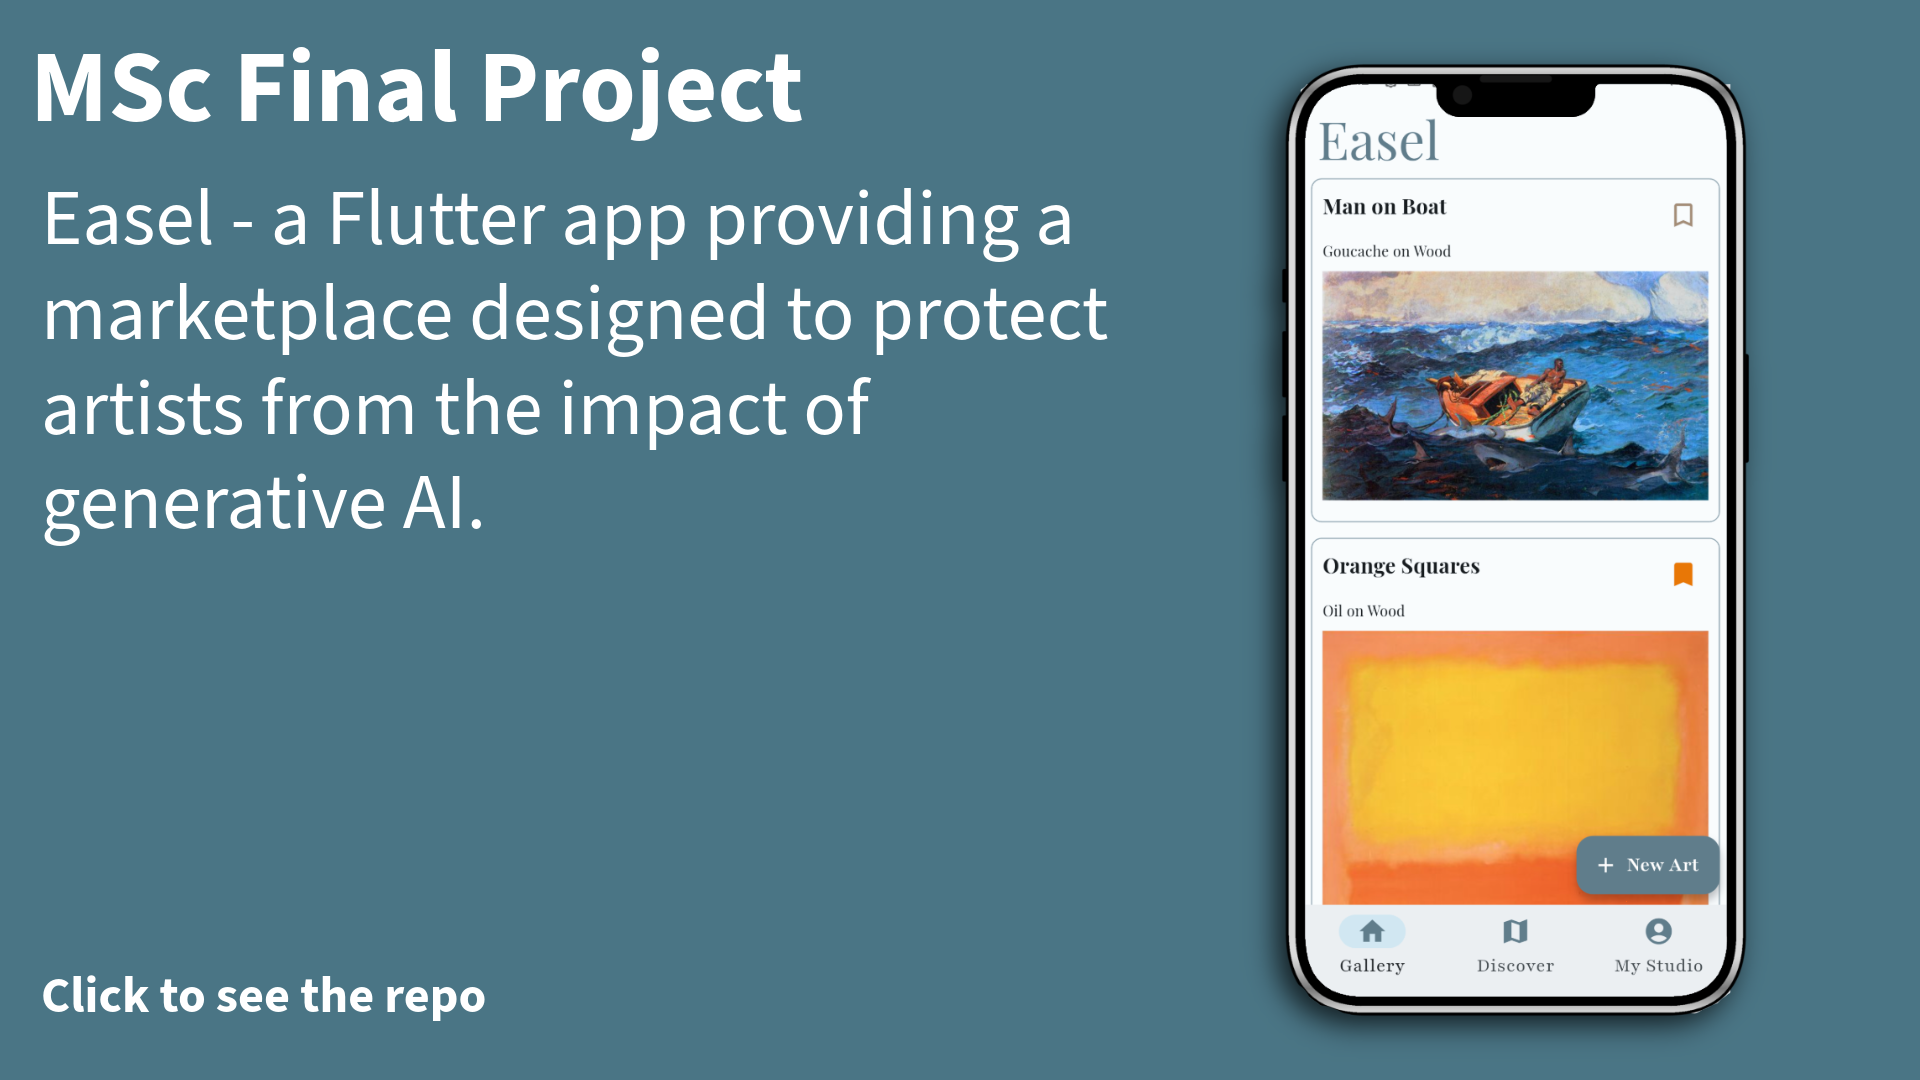 MSc Final Project
Easel - a Flutter app providing a
marketplace designed to protect
artists from the impact of
generative AI.
Click to see the repo
Easel
Man on Boat
Goucache on Wood
Orange Squares
Oil on Wood
+ New Art
Gallery
Discover
My Studio